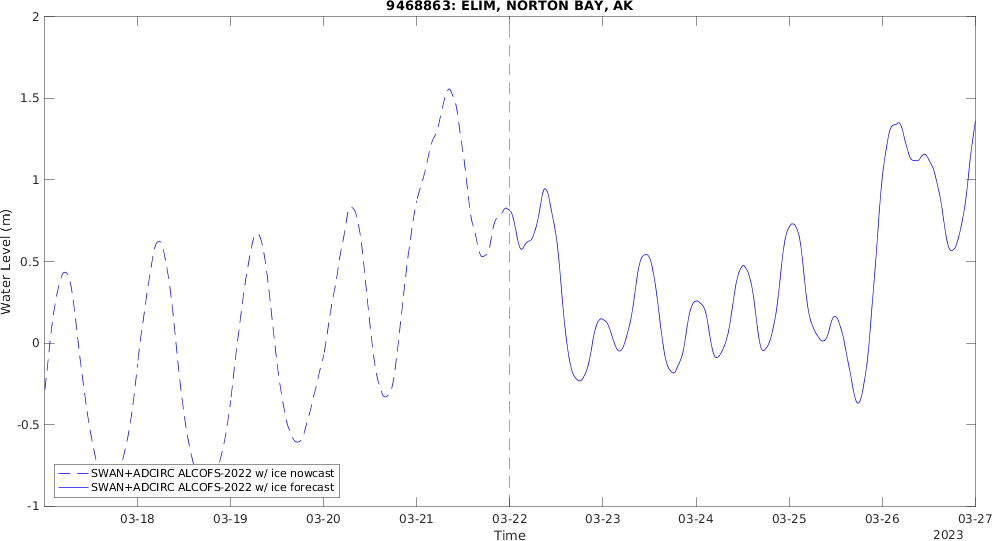 9468863: ELIM, NORTON BAY, AK
Water Level (m)
2
1.5
1
0.5
0
-0.5
-1
SWAN+ADCIRC ALCOFS-2022 w/ ice nowcast
SWAN+ADCIRC ALCOFS-2022 w/ ice forecast
03-18 03-19 03-20 03-21 03-22 03-23 03-24 03-25 03-26 03-27
Time
2023